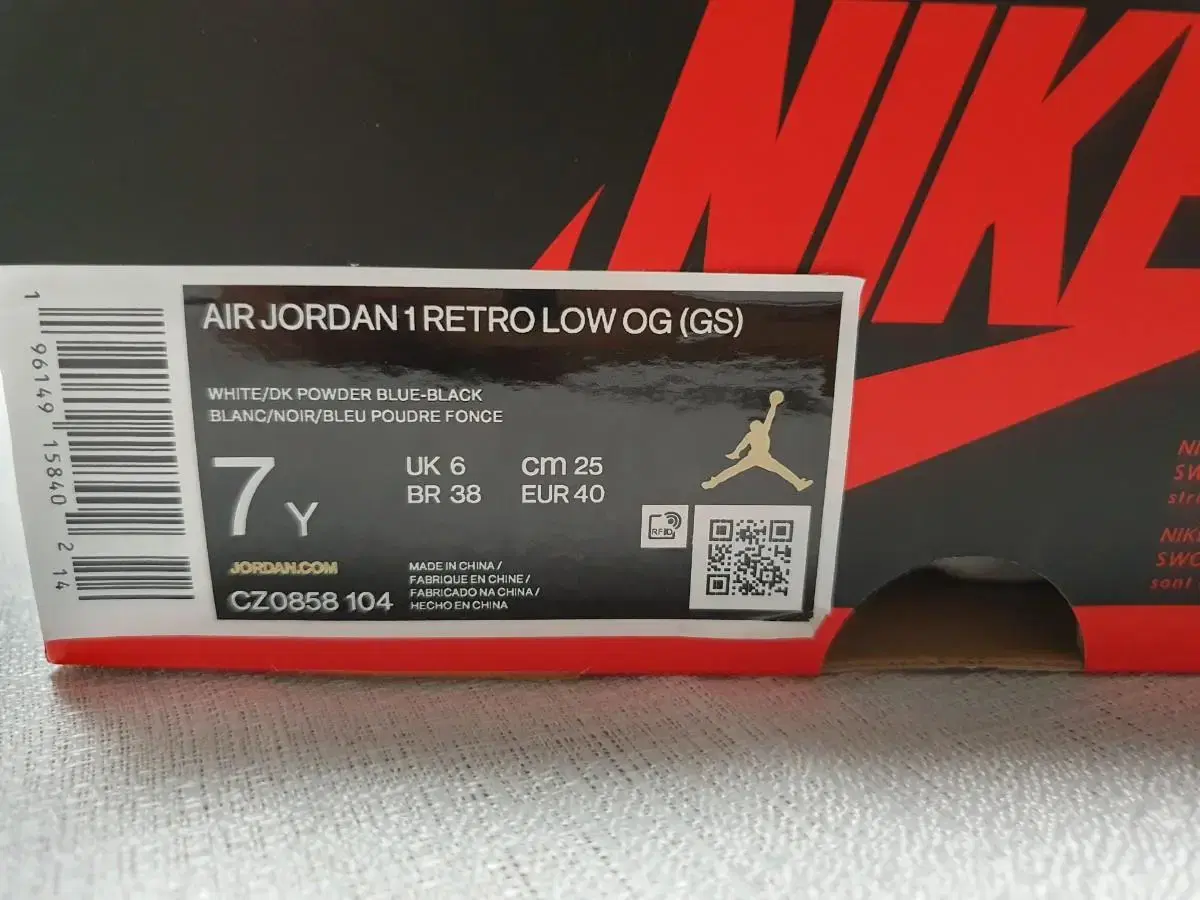 NIKE
AIR JORDAN 1 RETRO LOW OG (GS)
WHITE/DK POWDER BLUE-BLACK
BLANC/NOIR/BLEU POUDRE FONCE
7 Y
UK 6 cm 25
BR 38 EUR 40
RFID
JORDAN.COM
CZ0858 104
MADE IN CHINA /
FABRIQUE EN CHINE /
FABRICADO NA CHINA /
HECHO EN CHINA
1 96149 15840 2 14